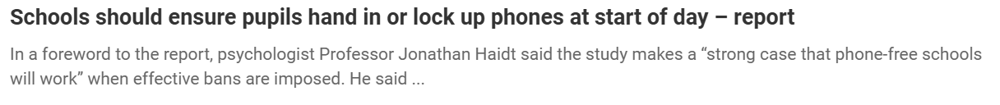 Schools should ensure pupils hand in or lock up phones at start of day – report
In a foreword to the report, psychologist Professor Jonathan Haidt said the study makes a “strong case that phone-free schools
will work” when effective bans are imposed. He said ...